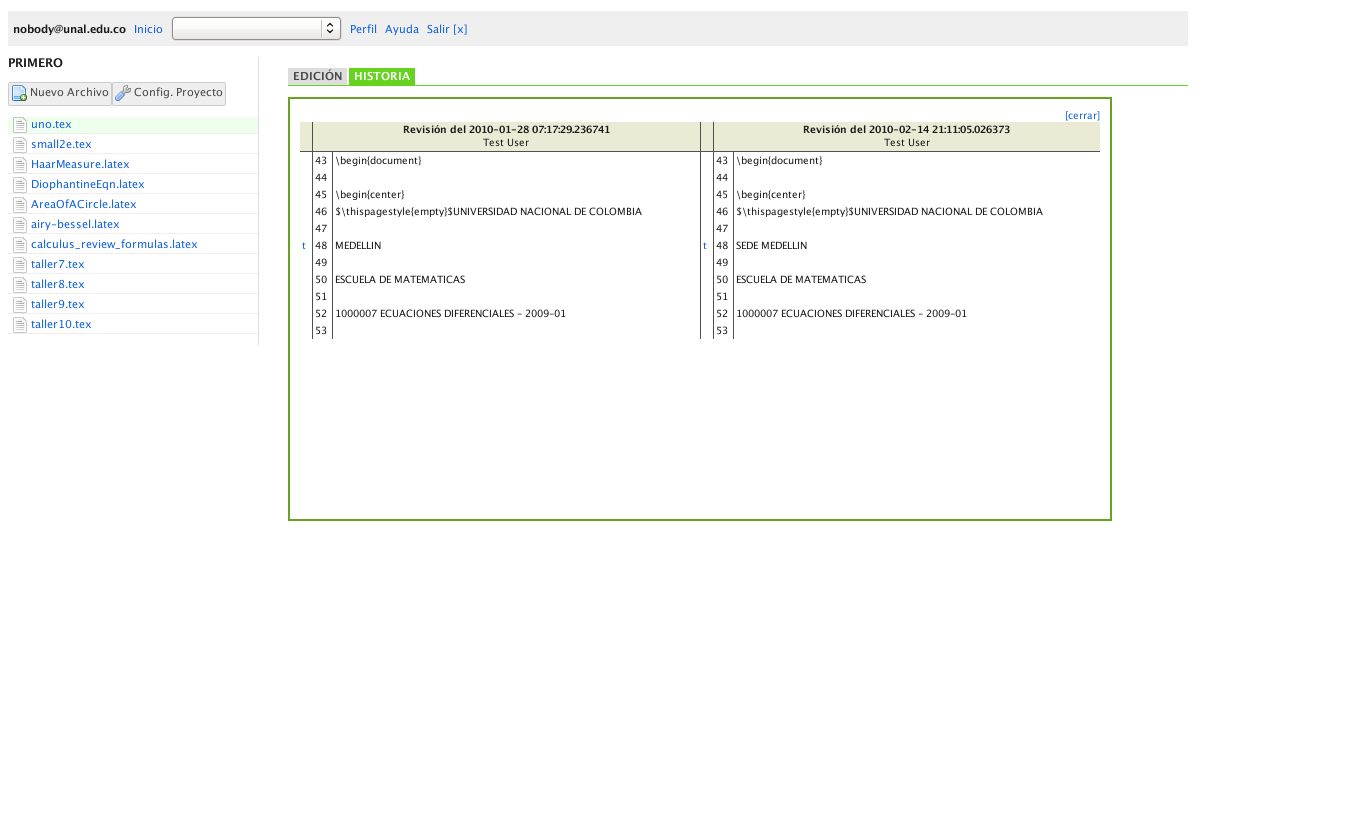 nobody@unal.edu.co Inicio Perfil Ayuda Salir [x]
PRIMERO
Nuevo Archivo Config. Proyecto
uno.tex
small2e.tex
HaarMeasure.latex
DiophantineEqn.latex
AreaOfACircle.latex
airy-bessel.latex
calculus_review_formulas.latex
taller7.tex
taller8.tex
taller9.tex
taller10.tex
EDICIÓN HISTORIA
[cerrar]
Revisión del 2010-01-28 07:17:29.236741 Revisión del 2010-02-14 21:11:05.026373
Test User Test User
43 \begin{document} 43 \begin{document}
44 44
45 \begin{center} 45 \begin{center}
46 $\thispagestyle{empty}$UNIVERSIDAD NACIONAL DE COLOMBIA 46 $\thispagestyle{empty}$UNIVERSIDAD NACIONAL DE COLOMBIA
47 47
t 48 MEDELLIN t 48 SEDE MEDELLIN
49 49
50 ESCUELA DE MATEMATICAS 50 ESCUELA DE MATEMATICAS
51 51
52 1000007 ECUACIONES DIFERENCIALES - 2009-01 52 1000007 ECUACIONES DIFERENCIALES - 2009-01
53 53